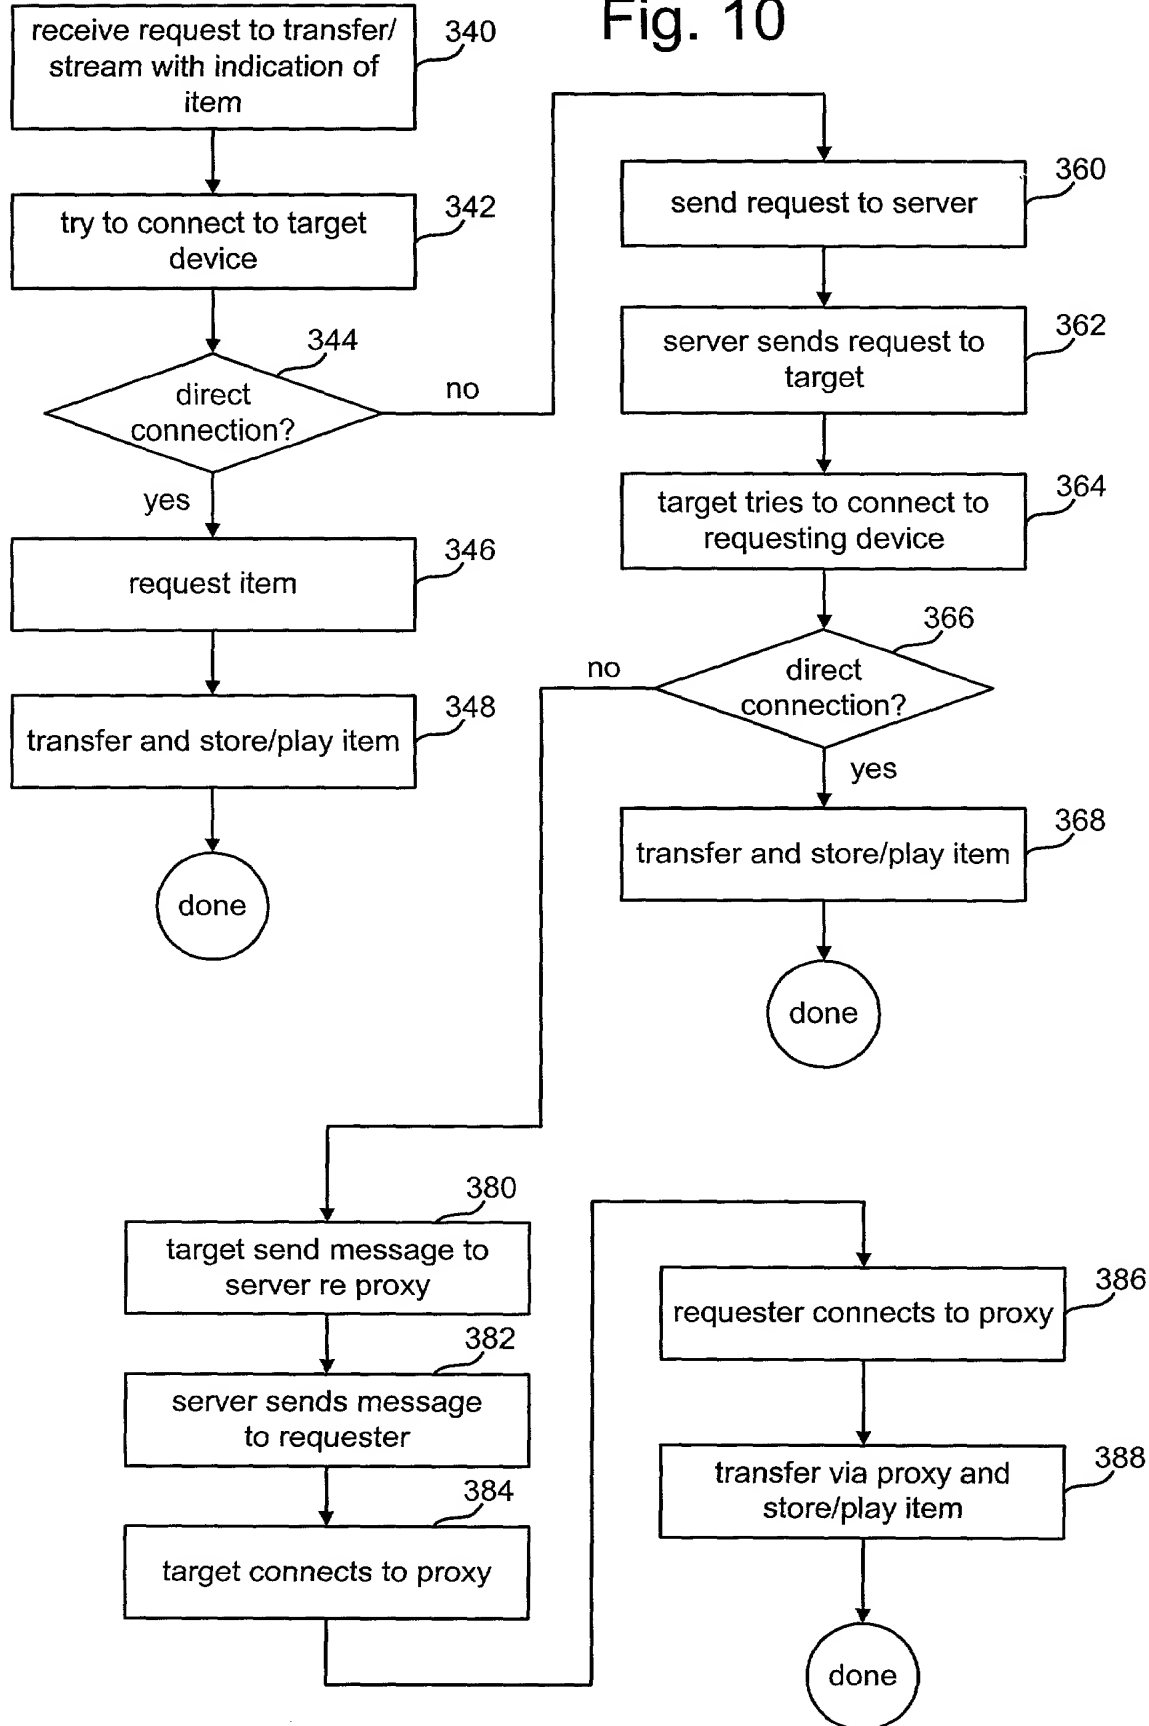 Fig. 10
receive request to transfer/
stream with indication of
item
340
try to connect to target
device
342
344
direct
connection?
no
yes
request item
346
transfer and store/play item
348
done
send request to server
360
server sends request to
target
362
target tries to connect to
requesting device
364
366
direct
connection?
no
yes
transfer and store/play item
368
done
380
target send message to
server re proxy
382
server sends message
to requester
384
target connects to proxy
requester connects to proxy
386
transfer via proxy and
store/play item
388
done